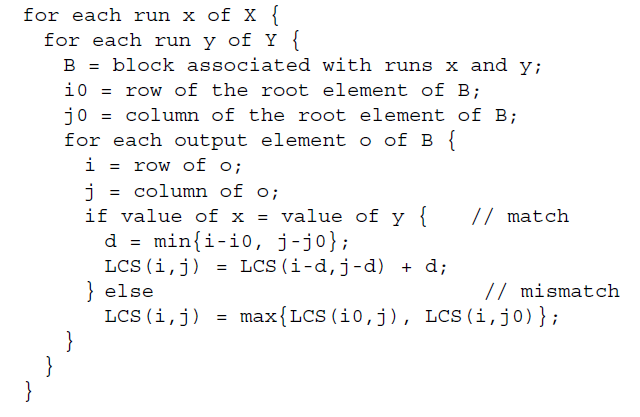 for each run x of X {
for each run y of Y {
B = block associated with runs x and y;
i0 = row of the root element of B;
j0 = column of the root element of B;
for each output element o of B {
i = row of o;
j = column of o;
if value of x = value of y { // match
d = min{i-i0, j-j0};
LCS(i,j) = LCS(i-d,j-d) + d;
} else // mismatch
LCS(i,j) = max{LCS(i0,j), LCS(i,j0)};
}
}
}